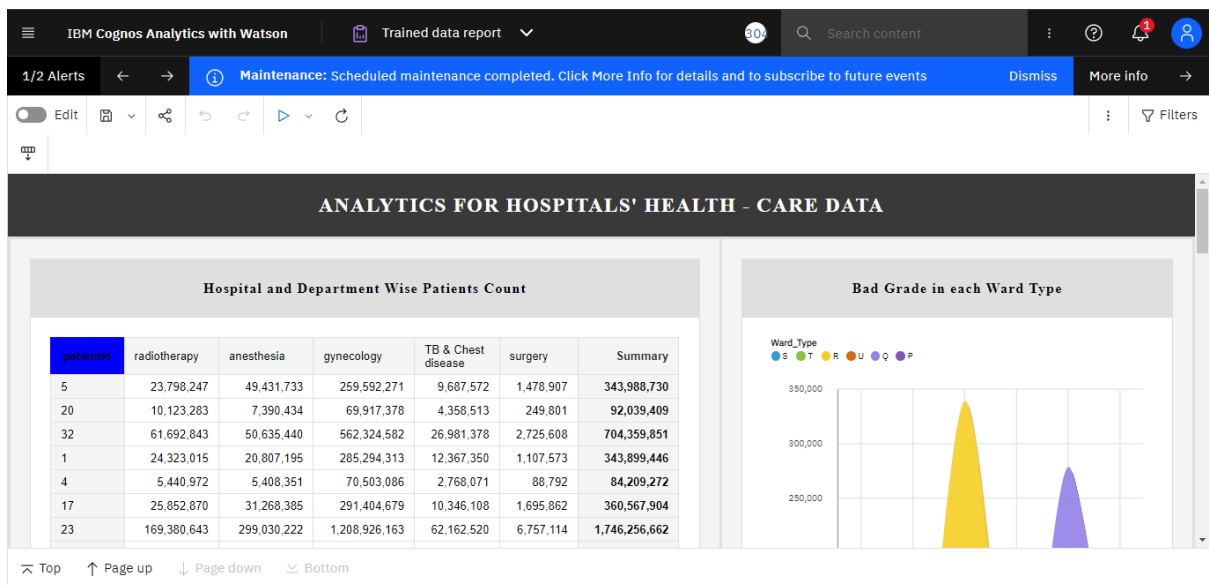 IBM Cognos Analytics with Watson Trained data report 304 Search content 1
1/2 Alerts Maintenance: Scheduled maintenance completed. Click More Info for details and to subscribe to future events Dismiss More info
Edit Filters
ANALYTICS FOR HOSPITALS' HEALTH - CARE DATA
Hospital and Department Wise Patients Count
patientid radiotherapy anesthesia gynecology TB & Chest disease surgery Summary
5 23,798,247 49,431,733 259,592,271 9,687,572 1,478,907 343,988,730
20 10,123,283 7,390,434 69,917,378 4,358,513 249,801 92,039,409
32 61,692,843 50,635,440 562,324,582 26,981,378 2,725,608 704,359,851
1 24,323,015 20,807,195 285,294,313 12,367,350 1,107,573 343,899,446
4 5,440,972 5,408,351 70,503,086 2,768,071 88,792 84,209,272
17 25,852,870 31,268,385 291,404,679 10,346,108 1,695,862 360,567,904
23 169,380,643 299,030,222 1,208,926,163 62,162,520 6,757,114 1,746,256,662
Bad Grade in each Ward Type
Ward_Type
S T R U Q P
350,000
300,000
250,000
Top Page up Page down Bottom